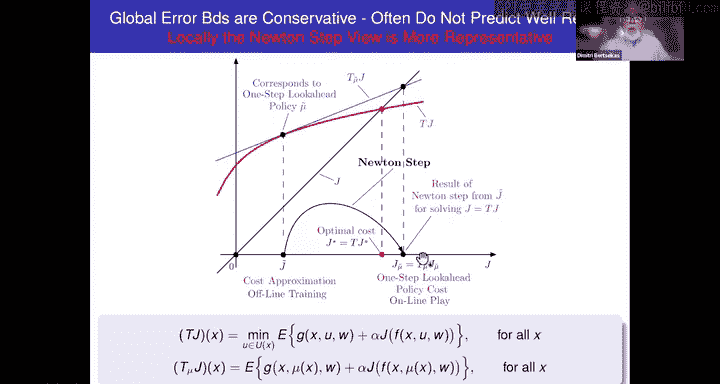 Global Error Bds are Conservative - Often Do Not Predict Well
Locally the Newton Step View is More Representative
Dimitri Bertsekas
Corresponds to
One-Step Lookahead
Policy μ̃
T_μ̃ J
TJ
J
Newton Step
Result of
Newton step from J̃
for solving J = TJ
Optimal cost
J* = TJ*
0
J̃
J_μ̃ = T_μ̃ J_μ̃
J
Cost Approximation
Off-Line Training
One-Step Lookahead
Policy Cost
On-Line Play
(TJ)(x) = min_{u∈U(x)} E{g(x, u, w) + αJ(f(x, u, w))}, for all x
(T_μ J)(x) = E{g(x, μ(x), w) + αJ(f(x, μ(x), w))}, for all x